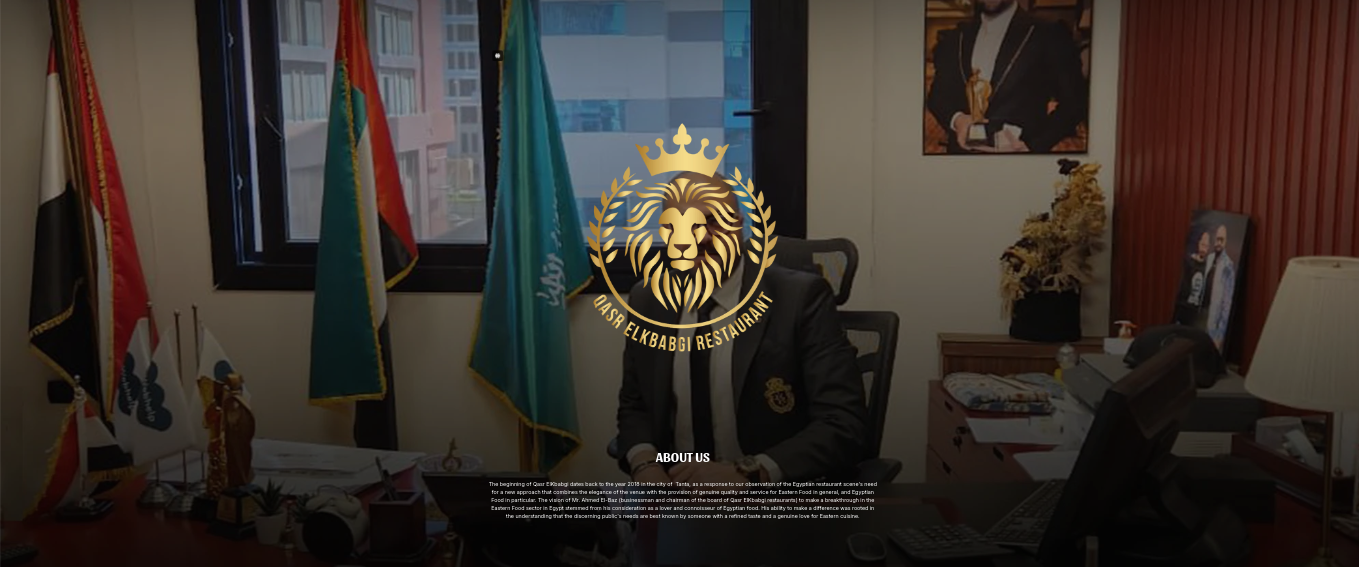 QASR ELKBABGI RESTAURANT
ABOUT US
The beginning of Qasr ElKbabgi dates back to the year 2018 in the city of Tanta, as a response to our observation of the Egyptian restaurant scene's need
for a new approach that combines the elegance of the venue with the provision of genuine quality and service for Eastern Food in general, and Egyptian
Food in particular. The vision of Mr. Ahmed El-Baz (businessman and chairman of the board of Qasr ElKbabgi restaurants) to make a breakthrough in the
Eastern Food sector in Egypt stemmed from his consideration as a lover and connoisseur of Egyptian food. His ability to make a difference was rooted in
the understanding that the discerning public's needs are best known by someone with a refined taste and a genuine love for Eastern cuisine.